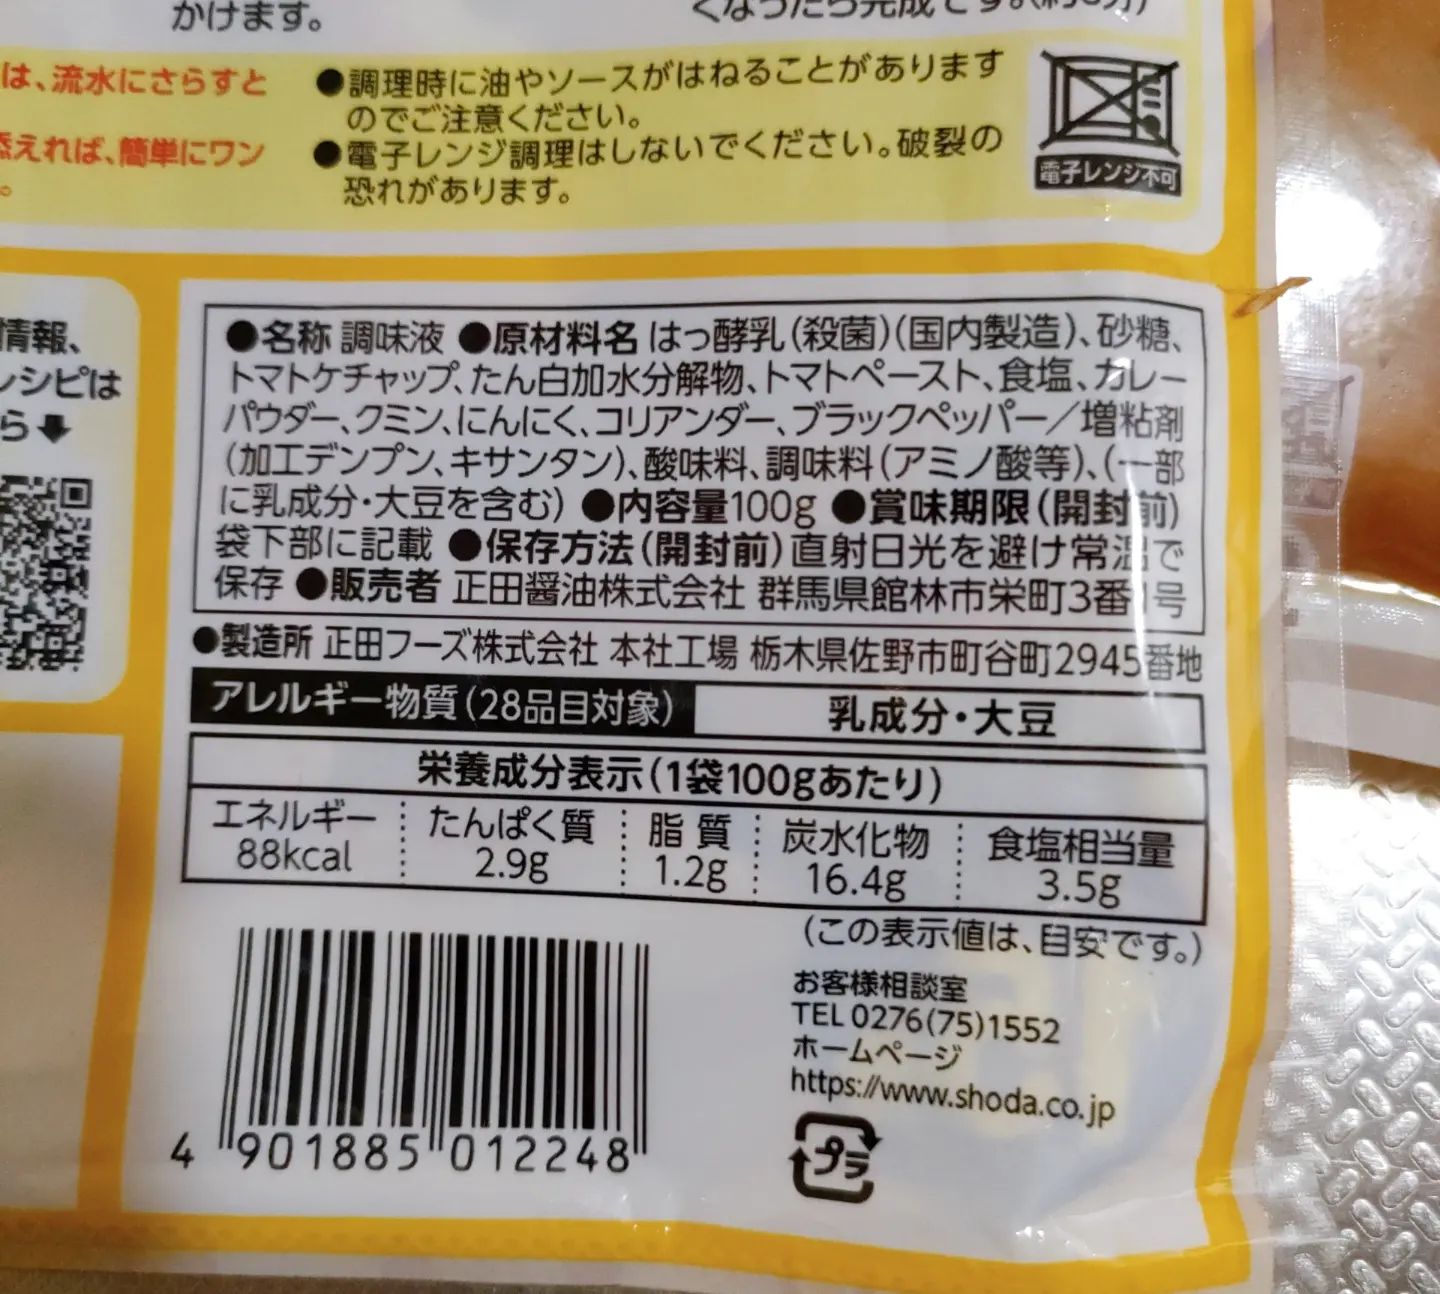 かけます。
は、流水にさらすと
添えれば、簡単にワン
●調理時に油やソースがはねることがあります
のでご注意ください。
●電子レンジ調理はしないでください。破裂の
恐れがあります。
電子レンジ不可
情報、
レシピは
ら
●名称 調味液 ●原材料名 はっ酵乳(殺菌)(国内製造)、砂糖、
トマトケチャップ、たん白加水分解物、トマトペースト、食塩、カレー
パウダー、クミン、にんにく、コリアンダー、ブラックペッパー/増粘剤
(加工デンプン、キサンタン)、酸味料、調味料(アミノ酸等)、(一部
に乳成分・大豆を含む) ●内容量100g ●賞味期限(開封前)
袋下部に記載 ●保存方法(開封前)直射日光を避け常温で
保存 ●販売者 正田醤油株式会社 群馬県館林市栄町3番1号
●製造所 正田フーズ株式会社 本社工場 栃木県佐野市町谷町2945番地
アレルギー物質(28品目対象) 乳成分・大豆
栄養成分表示(1袋100gあたり)
エネルギー たんぱく質 脂質 炭水化物 食塩相当量
88kcal 2.9g 1.2g 16.4g 3.5g
(この表示値は、目安です。)
お客様相談室
TEL 0276(75)1552
ホームページ
https://www.shoda.co.jp
プラ
4 901885 012248